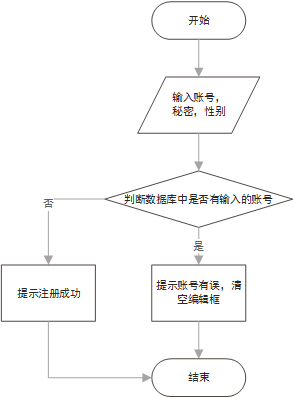 开始
输入账号，
秘密，性别
判断数据库中是否有输入的账号
否
是
提示注册成功
提示账号有误，清
空编辑框
结束